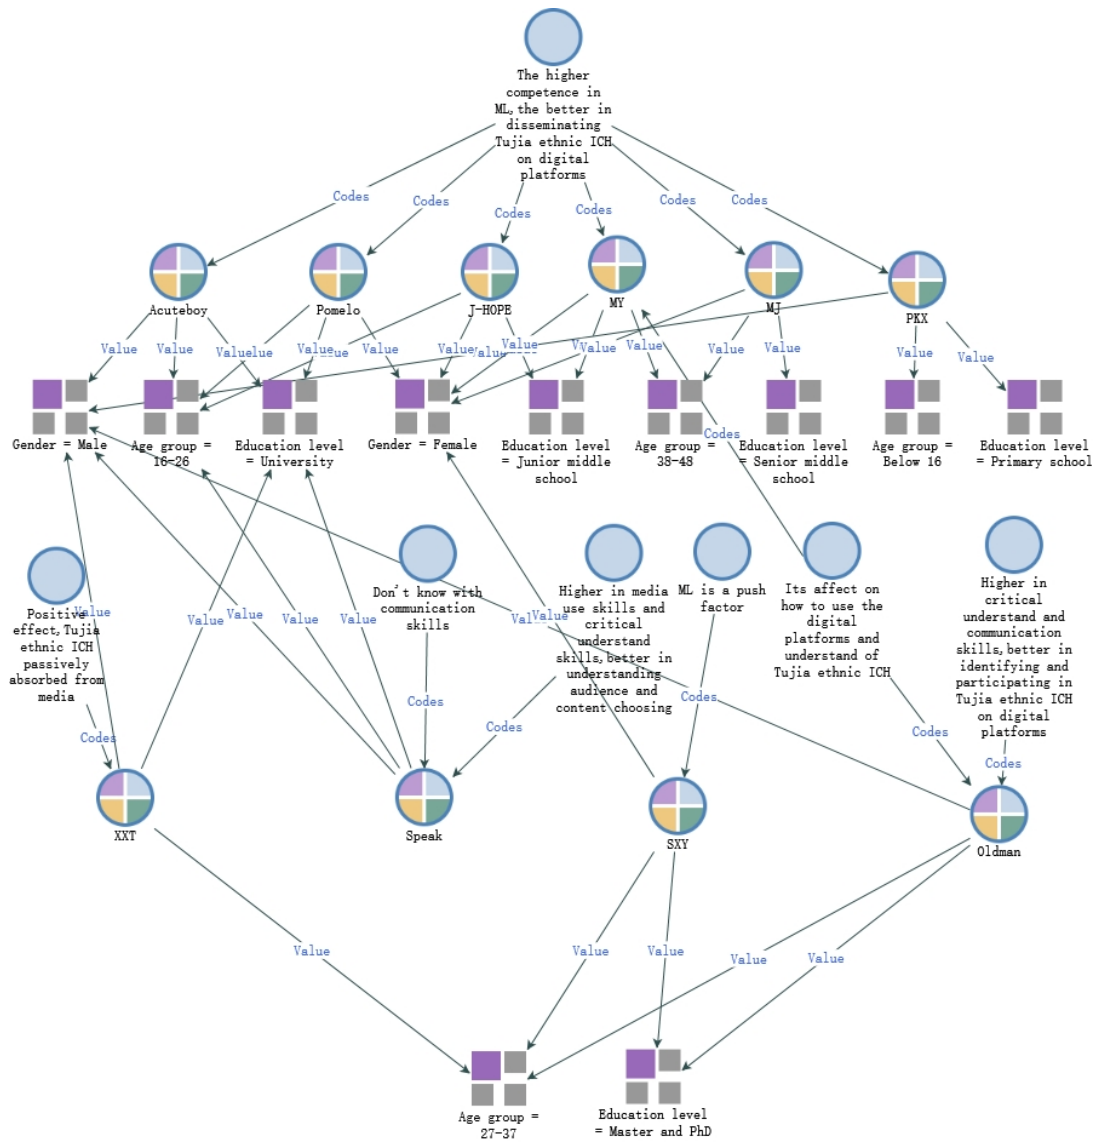 The higher
competence in
ML,the better in
disseminating
Tujia ethnic ICH
on digital
platforms
Codes
Codes
Codes
Codes
Codes
Codes
Acuteboy
Pomelo
J-HOPE
MY
MJ
PKX
Value
Value
Value
Value
Value
Value
Value
Value
Value
Value
Value
Value
Value
Value
Gender = Male
Age group =
16-26
Education level
= University
Gender = Female
Education level
= Junior middle
school
Age group =
38-48
Education level
= Senior middle
school
Age group =
Below 16
Education level
= Primary school
Codes
Positive
effect,Tujia
ethnic ICH
passively
absorbed from
media
Don't know with
communication
skills
Higher in media
use skills and
critical
understand
skills,better in
understanding
audience and
content choosing
ML is a push
factor
Its affect on
how to use the
digital
platforms and
understand of
Tujia ethnic ICH
Higher in
critical
understand and
communication
skills,better in
identifying and
participating in
Tujia ethnic ICH
on digital
platforms
Value
Value
Value
Value
Value
Value
Codes
Codes
Codes
Codes
Codes
Codes
XXT
Speak
SXY
Oldman
Value
Value
Value
Value
Value
Age group =
27-37
Education level
= Master and PhD